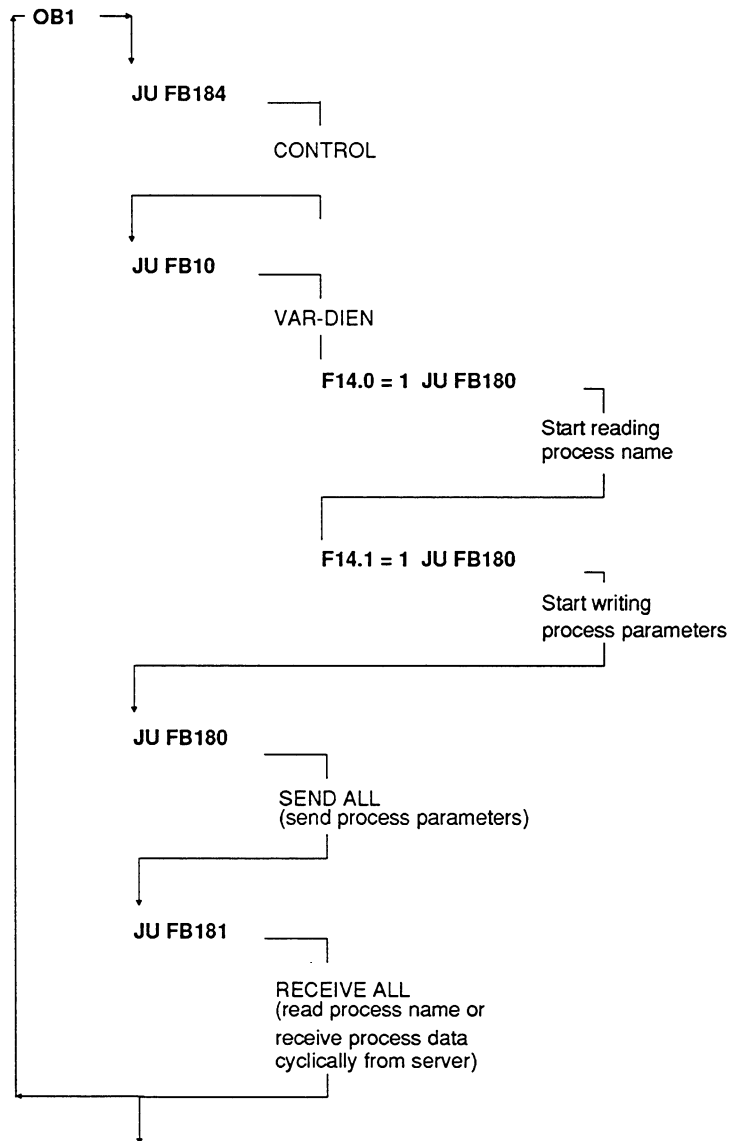 OB1
JU FB184
CONTROL
JU FB10
VAR-DIEN
F14.0 = 1 JU FB180
Start reading
process name
F14.1 = 1 JU FB180
Start writing
process parameters
JU FB180
SEND ALL
(send process parameters)
JU FB181
RECEIVE ALL
(read process name or
receive process data
cyclically from server)